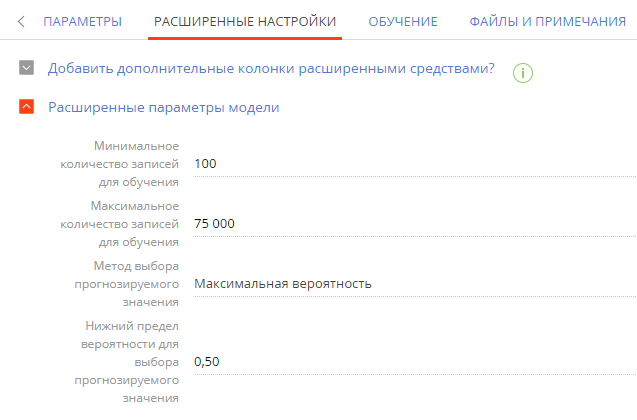 ПАРАМЕТРЫ РАСШИРЕННЫЕ НАСТРОЙКИ ОБУЧЕНИЕ ФАЙЛЫ И ПРИМЕЧАНИЯ
Добавить дополнительные колонки расширенными средствами? i
Расширенные параметры модели
Минимальное
количество записей
для обучения
100
Максимальное
количество записей
для обучения
75 000
Метод выбора
прогнозируемого
значения
Максимальная вероятность
Нижний предел
вероятности для
выбора
прогнозируемого
значения
0,50